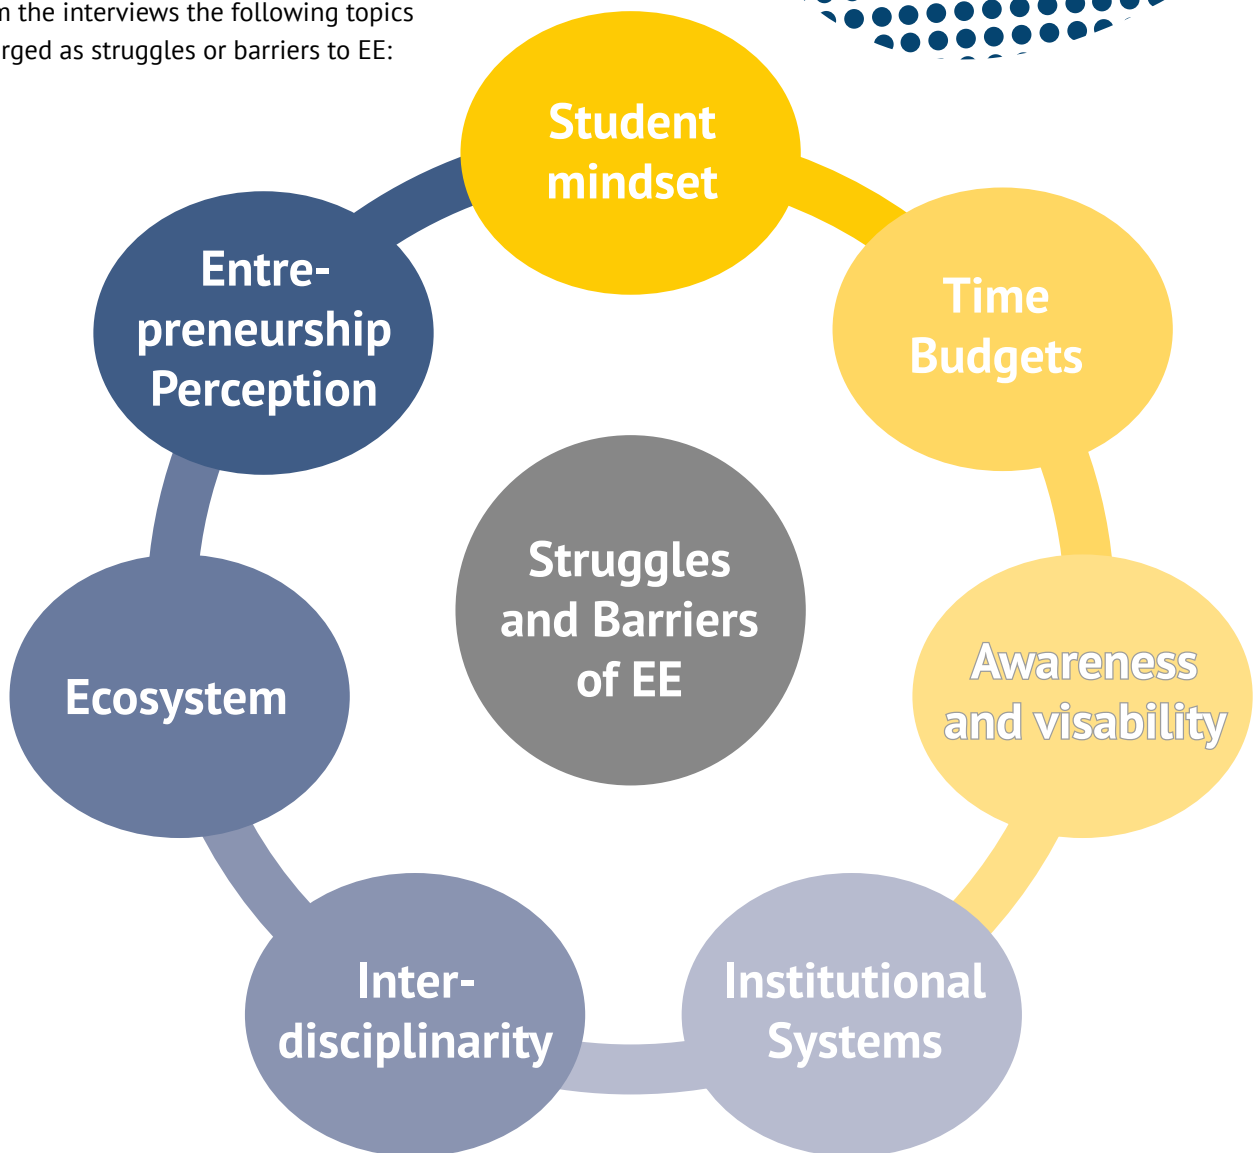 the interviews the following topics
as struggles or barriers to EE:
Student
mindset
Time
Budgets
Awareness
and visability
Institutional
Systems
Inter-
disciplinarity
Ecosystem
Entre-
preneurship
Perception
Struggles
and Barriers
of EE